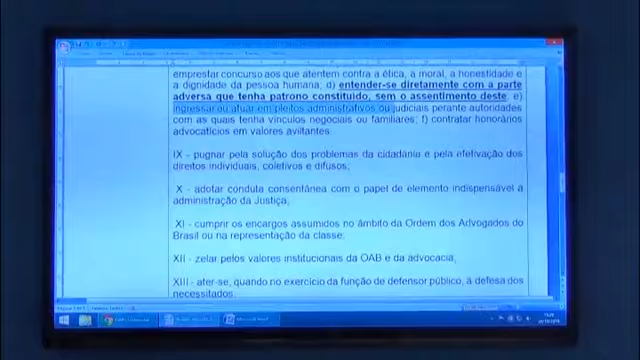 emprestar concurso aos que atentem contra a ética, a moral, a honestidade e
a dignidade da pessoa humana; d) entender-se diretamente com a parte
adversa que tenha patrono constituído, sem o assentimento deste; e)
ingressar ou atuar em pleitos administrativos ou judiciais perante autoridades
com as quais tenha vínculos negociais ou familiares; f) contratar honorários
advocatícios em valores aviltantes.
IX - pugnar pela solução dos problemas da cidadania e pela efetivação dos
direitos individuais, coletivos e difusos;
X - adotar conduta consentânea com o papel de elemento indispensável à
administração da Justiça;
XI - cumprir os encargos assumidos no âmbito da Ordem dos Advogados do
Brasil ou na representação da classe;
XII - zelar pelos valores institucionais da OAB e da advocacia;
XIII - ater-se, quando no exercício da função de defensor público, à defesa dos
necessitados.